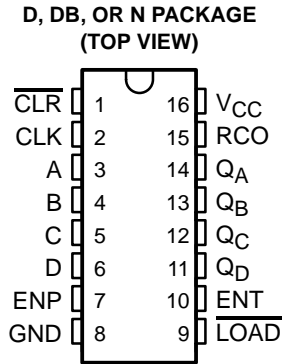 D, DB, OR N PACKAGE
(TOP VIEW)
CLR 1 16 VCC
CLK 2 15 RCO
A 3 14 QA
B 4 13 QB
C 5 12 QC
D 6 11 QD
ENP 7 10 ENT
GND 8 9 LOAD